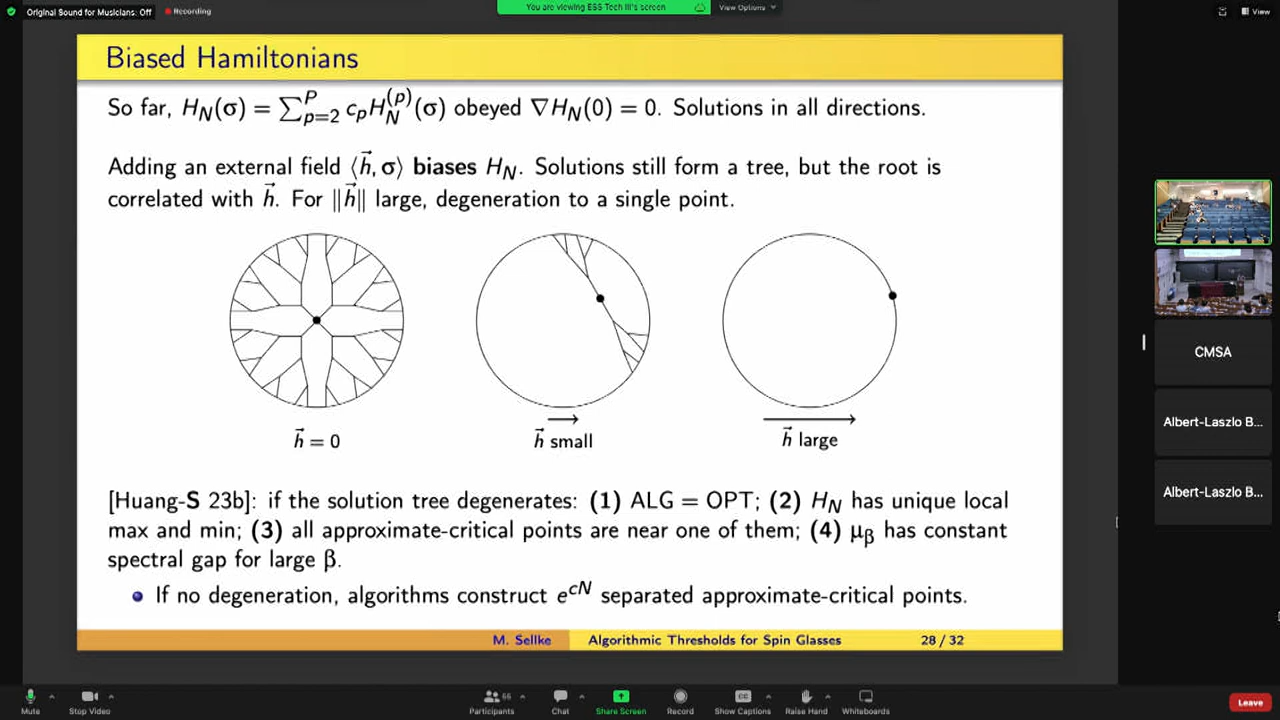 Original Sound for Musicians: Off
Recording
You are viewing ESS Tech III's screen
View Options
View
Biased Hamiltonians
So far, H_N(σ) = ∑_{p=2}^{P} c_p H_N^{(p)}(σ) obeyed ∇H_N(0) = 0. Solutions in all directions.
Adding an external field ⟨h⃗, σ⟩ biases H_N. Solutions still form a tree, but the root is
correlated with h⃗. For ‖h⃗‖ large, degeneration to a single point.
h⃗ = 0
h⃗ small
h⃗ large
[Huang-S 23b]: if the solution tree degenerates: (1) ALG = OPT; (2) H_N has unique local
max and min; (3) all approximate-critical points are near one of them; (4) μ_β has constant
spectral gap for large β.
If no degeneration, algorithms construct e^{cN} separated approximate-critical points.
M. Sellke
Algorithmic Thresholds for Spin Glasses
28 / 32
CMSA
Albert-Laszlo B...
Albert-Laszlo B...
Mute
Stop Video
Participants
66
Chat
Share Screen
Record
CC
Show Captions
Raise Hand
Whiteboards
Leave